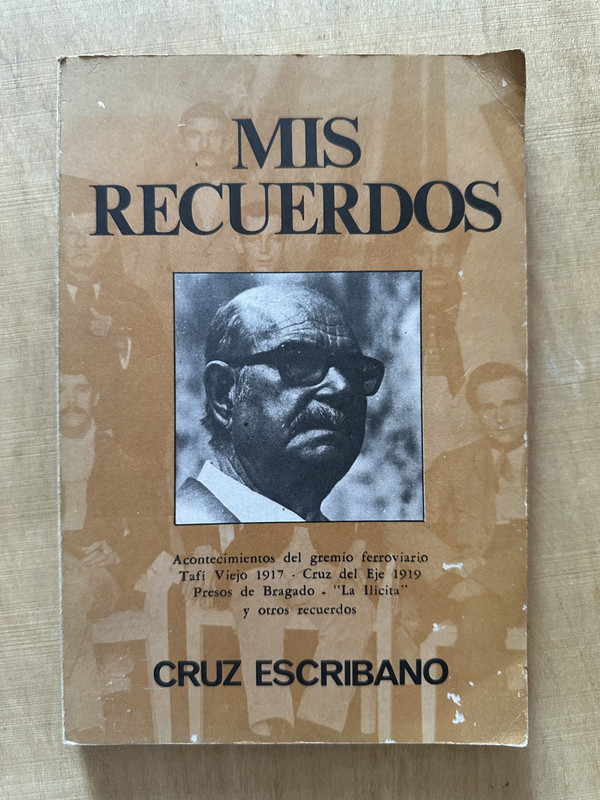 MIS
RECUERDOS
Acontecimientos del gremio ferroviario
Tafí Viejo 1917 - Cruz del Eje 1919
Presos de Bragado - "La Ilícita"
y otros recuerdos
CRUZ ESCRIBANO